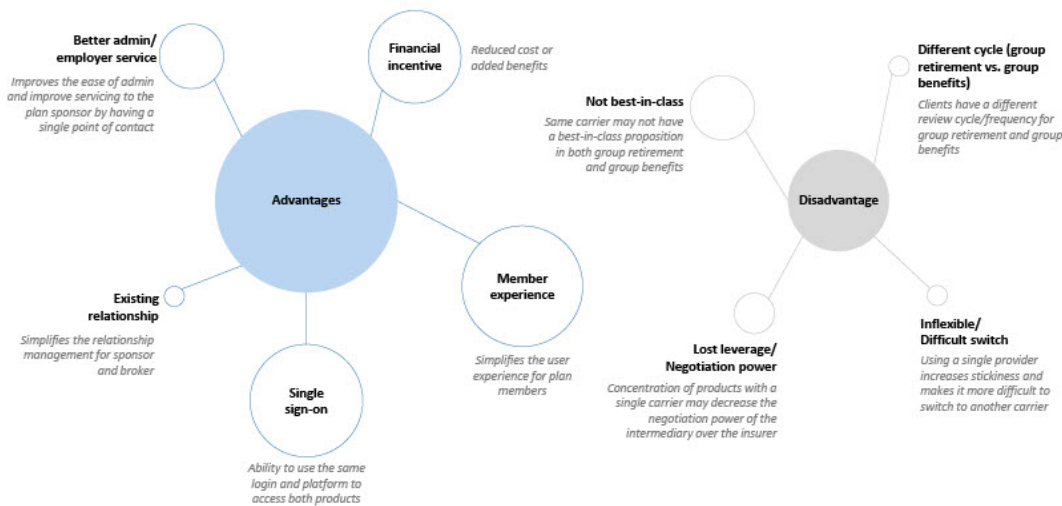 Better admin/
employer service
Improves the ease of admin
and improve servicing to the
plan sponsor by having a
single point of contact
Financial
incentive
Reduced cost or
added benefits
Advantages
Member
experience
Simplifies the user
experience for plan
members
Existing
relationship
Simplifies the relationship
management for sponsor
and broker
Single
sign-on
Ability to use the same
login and platform to
access both products
Not best-in-class
Same carrier may not have
a best-in-class proposition
in both group retirement
and group benefits
Different cycle (group
retirement vs. group
benefits)
Clients have a different
review cycle/frequency for
group retirement and group
benefits
Disadvantage
Lost leverage/
Negotiation power
Concentration of products with a
single carrier may decrease the
negotiation power of the
intermediary over the insurer
Inflexible/
Difficult switch
Using a single provider
increases stickiness and
makes it more difficult to
switch to another carrier